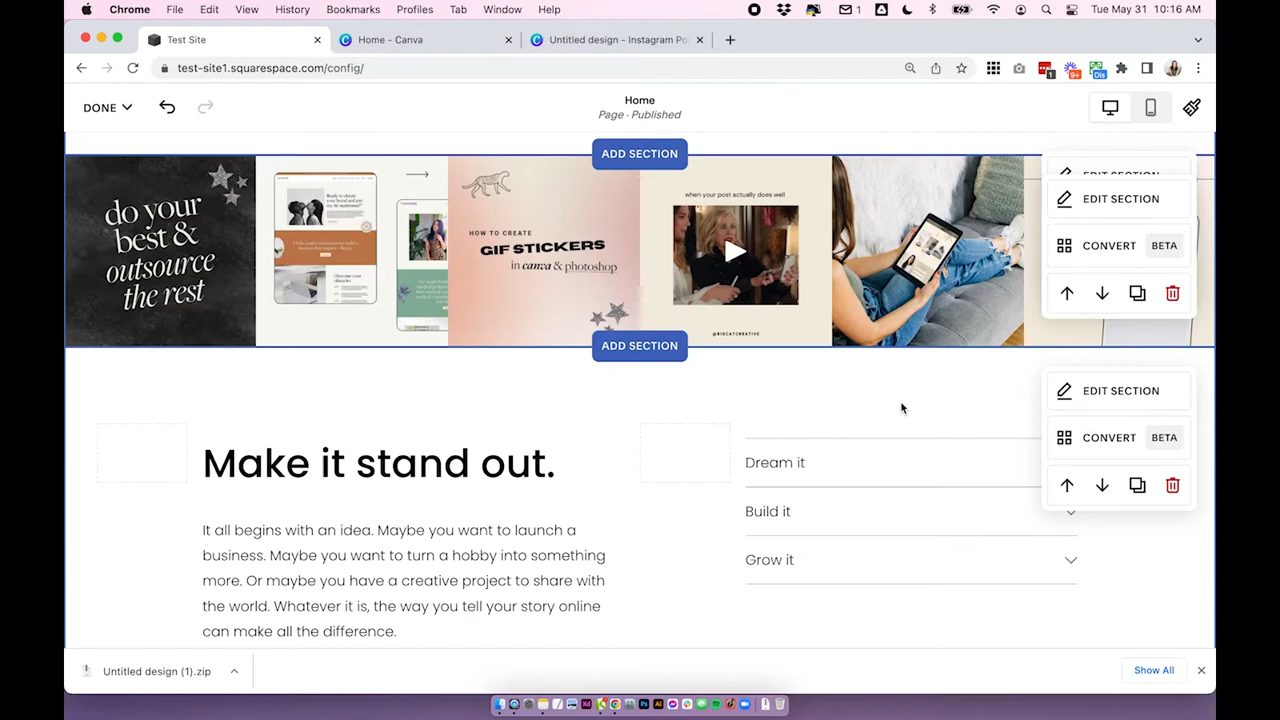 Chrome File Edit View History Bookmarks Profiles Tab Window Help
1 Tue May 31 10:16 AM
Test Site
Home - Canva
Untitled design - Instagram Po
test-site1.squarespace.com/config/
1 9+ Dis
DONE
Home
Page · Published
ADD SECTION
do your
best &
outsource
the rest
HOW TO CREATE
GIF STICKERS
in canva & photoshop
when your post actually does well
@BIGCATCREATIVE
EDIT SECTION
CONVERT BETA
ADD SECTION
EDIT SECTION
CONVERT BETA
Make it stand out.
It all begins with an idea. Maybe you want to launch a
business. Maybe you want to turn a hobby into something
more. Or maybe you have a creative project to share with
the world. Whatever it is, the way you tell your story online
can make all the difference.
Dream it
Build it
Grow it
Untitled design (1).zip
Show All